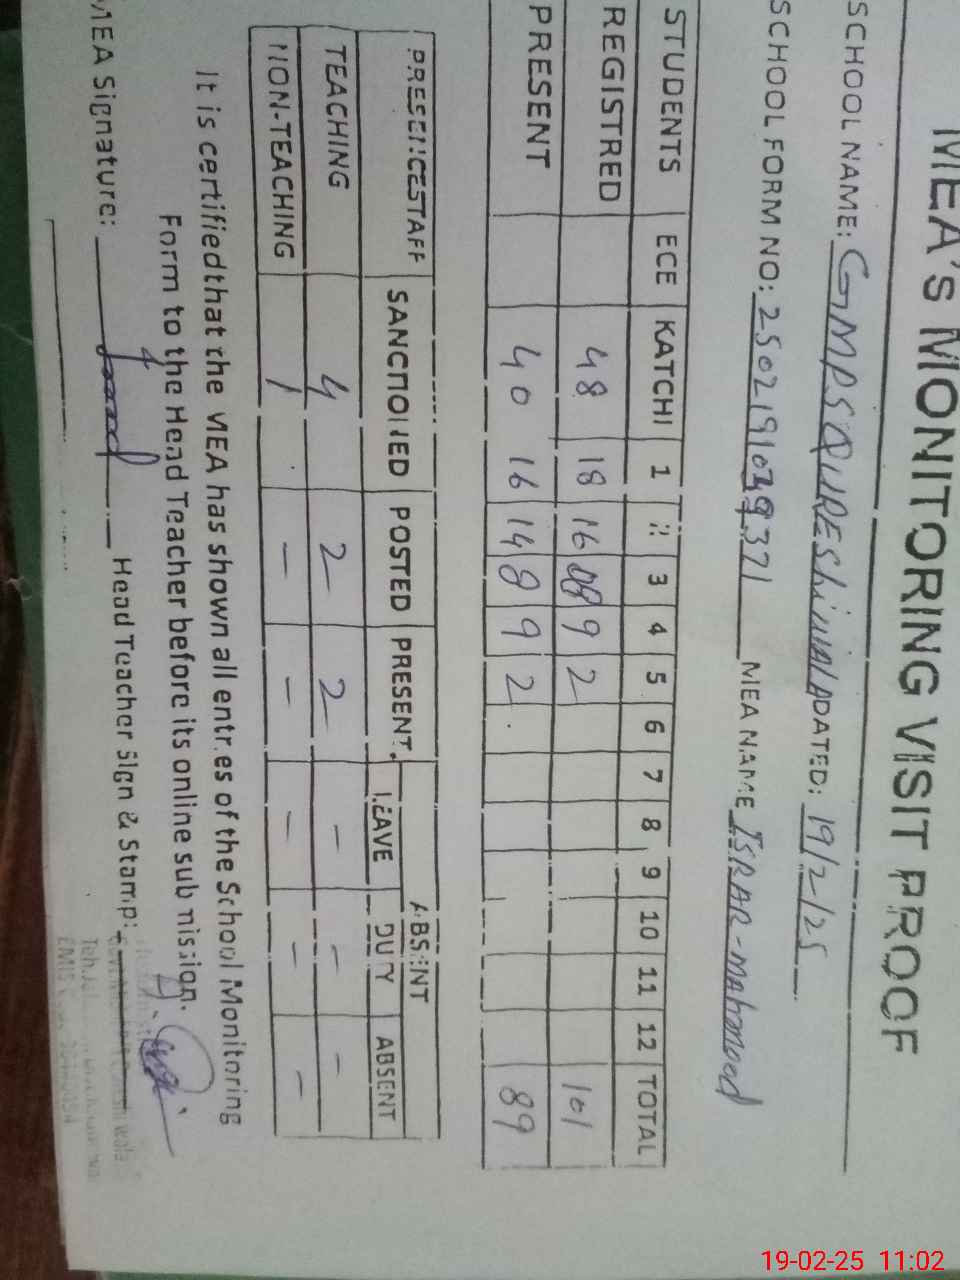 MEA'S MONITORING VISIT PROOF
SCHOOL NAME: GMPS QUREShiwala DATED: 19/2/25
SCHOOL FORM NO: MEA NAME ISRAR-mahmood
STUDENTS ECE KATCHI 1 2 3 4 5 6 7 8 9 10 11 12 TOTAL
REGISTRED 48 18 16 08 9 2 101
PRESENT 40 16 14 8 9 2 89
PRESENCE STAFF SANCTIONED POSTED PRESENT ABSENT
LEAVE DUTY ABSENT
TEACHING 4 2 2 - - -
NON-TEACHING 1 - - - - -
It is certified that the MEA has shown all entries of the School Monitoring
Form to the Head Teacher before its online submission.
MEA Signature: Head Teacher Sign & Stamp:
19-02-25 11:02